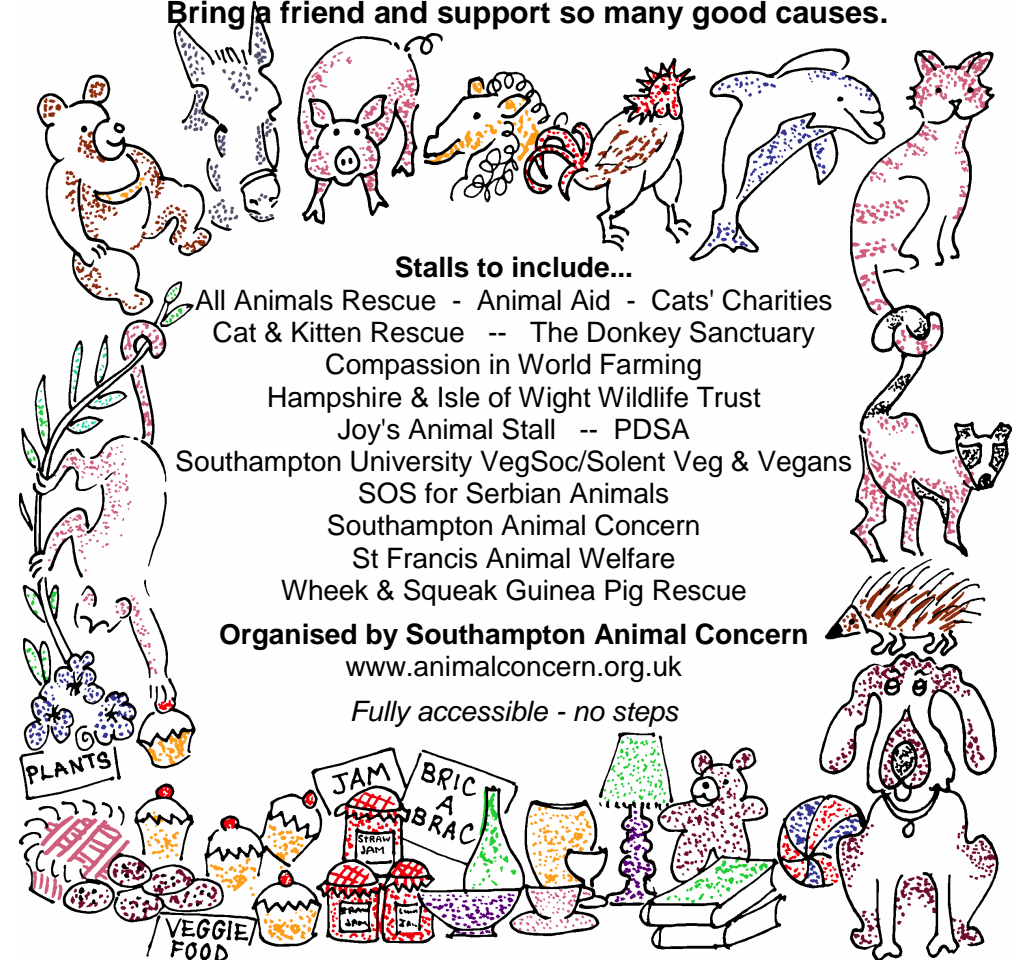 Bring a friend and support so many good causes.
Stalls to include...
All Animals Rescue - Animal Aid - Cats' Charities
Cat & Kitten Rescue -- The Donkey Sanctuary
Compassion in World Farming
Hampshire & Isle of Wight Wildlife Trust
Joy's Animal Stall -- PDSA
Southampton University VegSoc/Solent Veg & Vegans
SOS for Serbian Animals
Southampton Animal Concern
St Francis Animal Welfare
Wheek & Squeak Guinea Pig Rescue
Organised by Southampton Animal Concern
www.animalconcern.org.uk
Fully accessible - no steps
PLANTS
JAM
BRIC
A
BRAC
STRAW
JAM
JAM
VEGGIE
FOOD